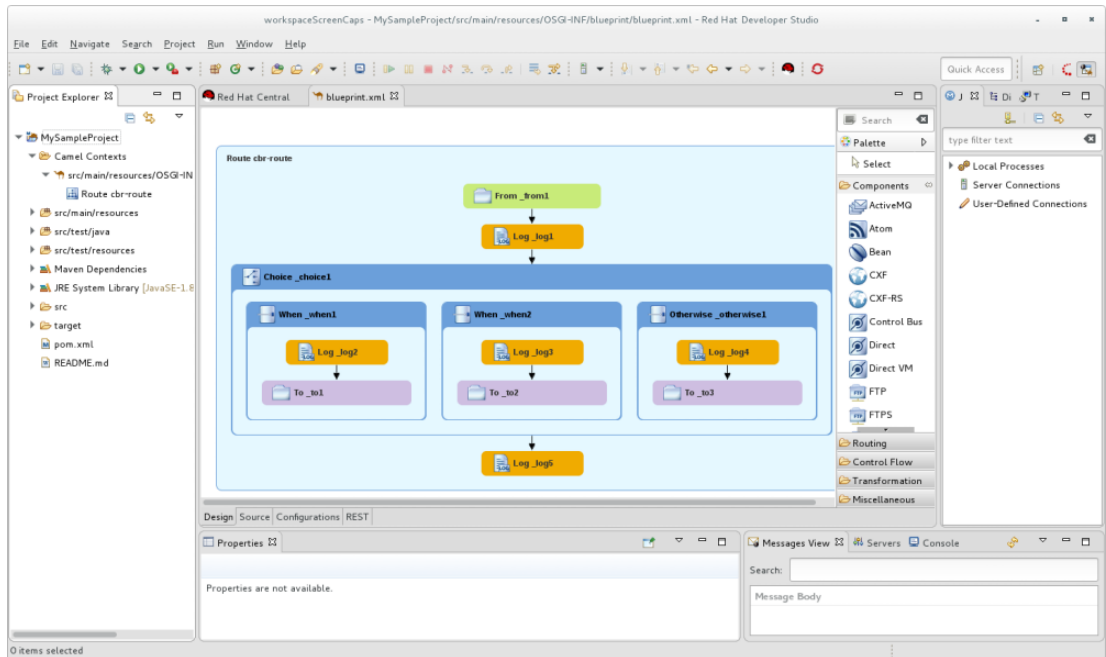 workspaceScreenCaps - MySampleProject/src/main/resources/OSGI-INF/blueprint/blueprint.xml - Red Hat Developer Studio
File Edit Navigate Search Project Run Window Help
Quick Access
Project Explorer
MySampleProject
Camel Contexts
src/main/resources/OSGI-IN
Route cbr-route
src/main/resources
src/test/java
src/test/resources
Maven Dependencies
JRE System Library [JavaSE-1.8
src
target
pom.xml
README.md
Red Hat Central
blueprint.xml
Route cbr-route
From _from1
Log _log1
Choice _choice1
When _when1
When _when2
Otherwise _otherwise1
Log _log2
Log _log3
Log _log4
To _to1
To _to2
To _to3
Log _log5
Design Source Configurations REST
Search
Palette
Select
Components
ActiveMQ
Atom
Bean
CXF
CXF-RS
Control Bus
Direct
Direct VM
FTP
FTPS
Routing
Control Flow
Transformation
Miscellaneous
J Di T
type filter text
Local Processes
Server Connections
User-Defined Connections
Properties
Properties are not available.
Messages View Servers Console
Search:
Message Body
0 items selected